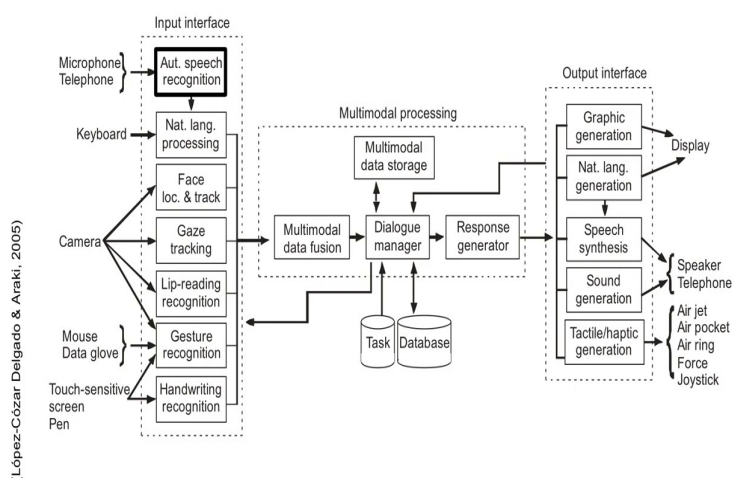 Input interface
Microphone
Telephone
Aut. speech
recognition
Keyboard
Nat. lang.
processing
Face
loc. & track
Camera
Gaze
tracking
Lip-reading
recognition
Mouse
Data glove
Gesture
recognition
Touch-sensitive
screen
Pen
Handwriting
recognition
Multimodal processing
Multimodal
data storage
Multimodal
data fusion
Dialogue
manager
Response
generator
Task
Database
Output interface
Graphic
generation
Nat. lang.
generation
Display
Speech
synthesis
Sound
generation
Speaker
Telephone
Tactile/haptic
generation
Air jet
Air pocket
Air ring
Force
Joystick
(López-Cózar Delgado & Araki, 2005)